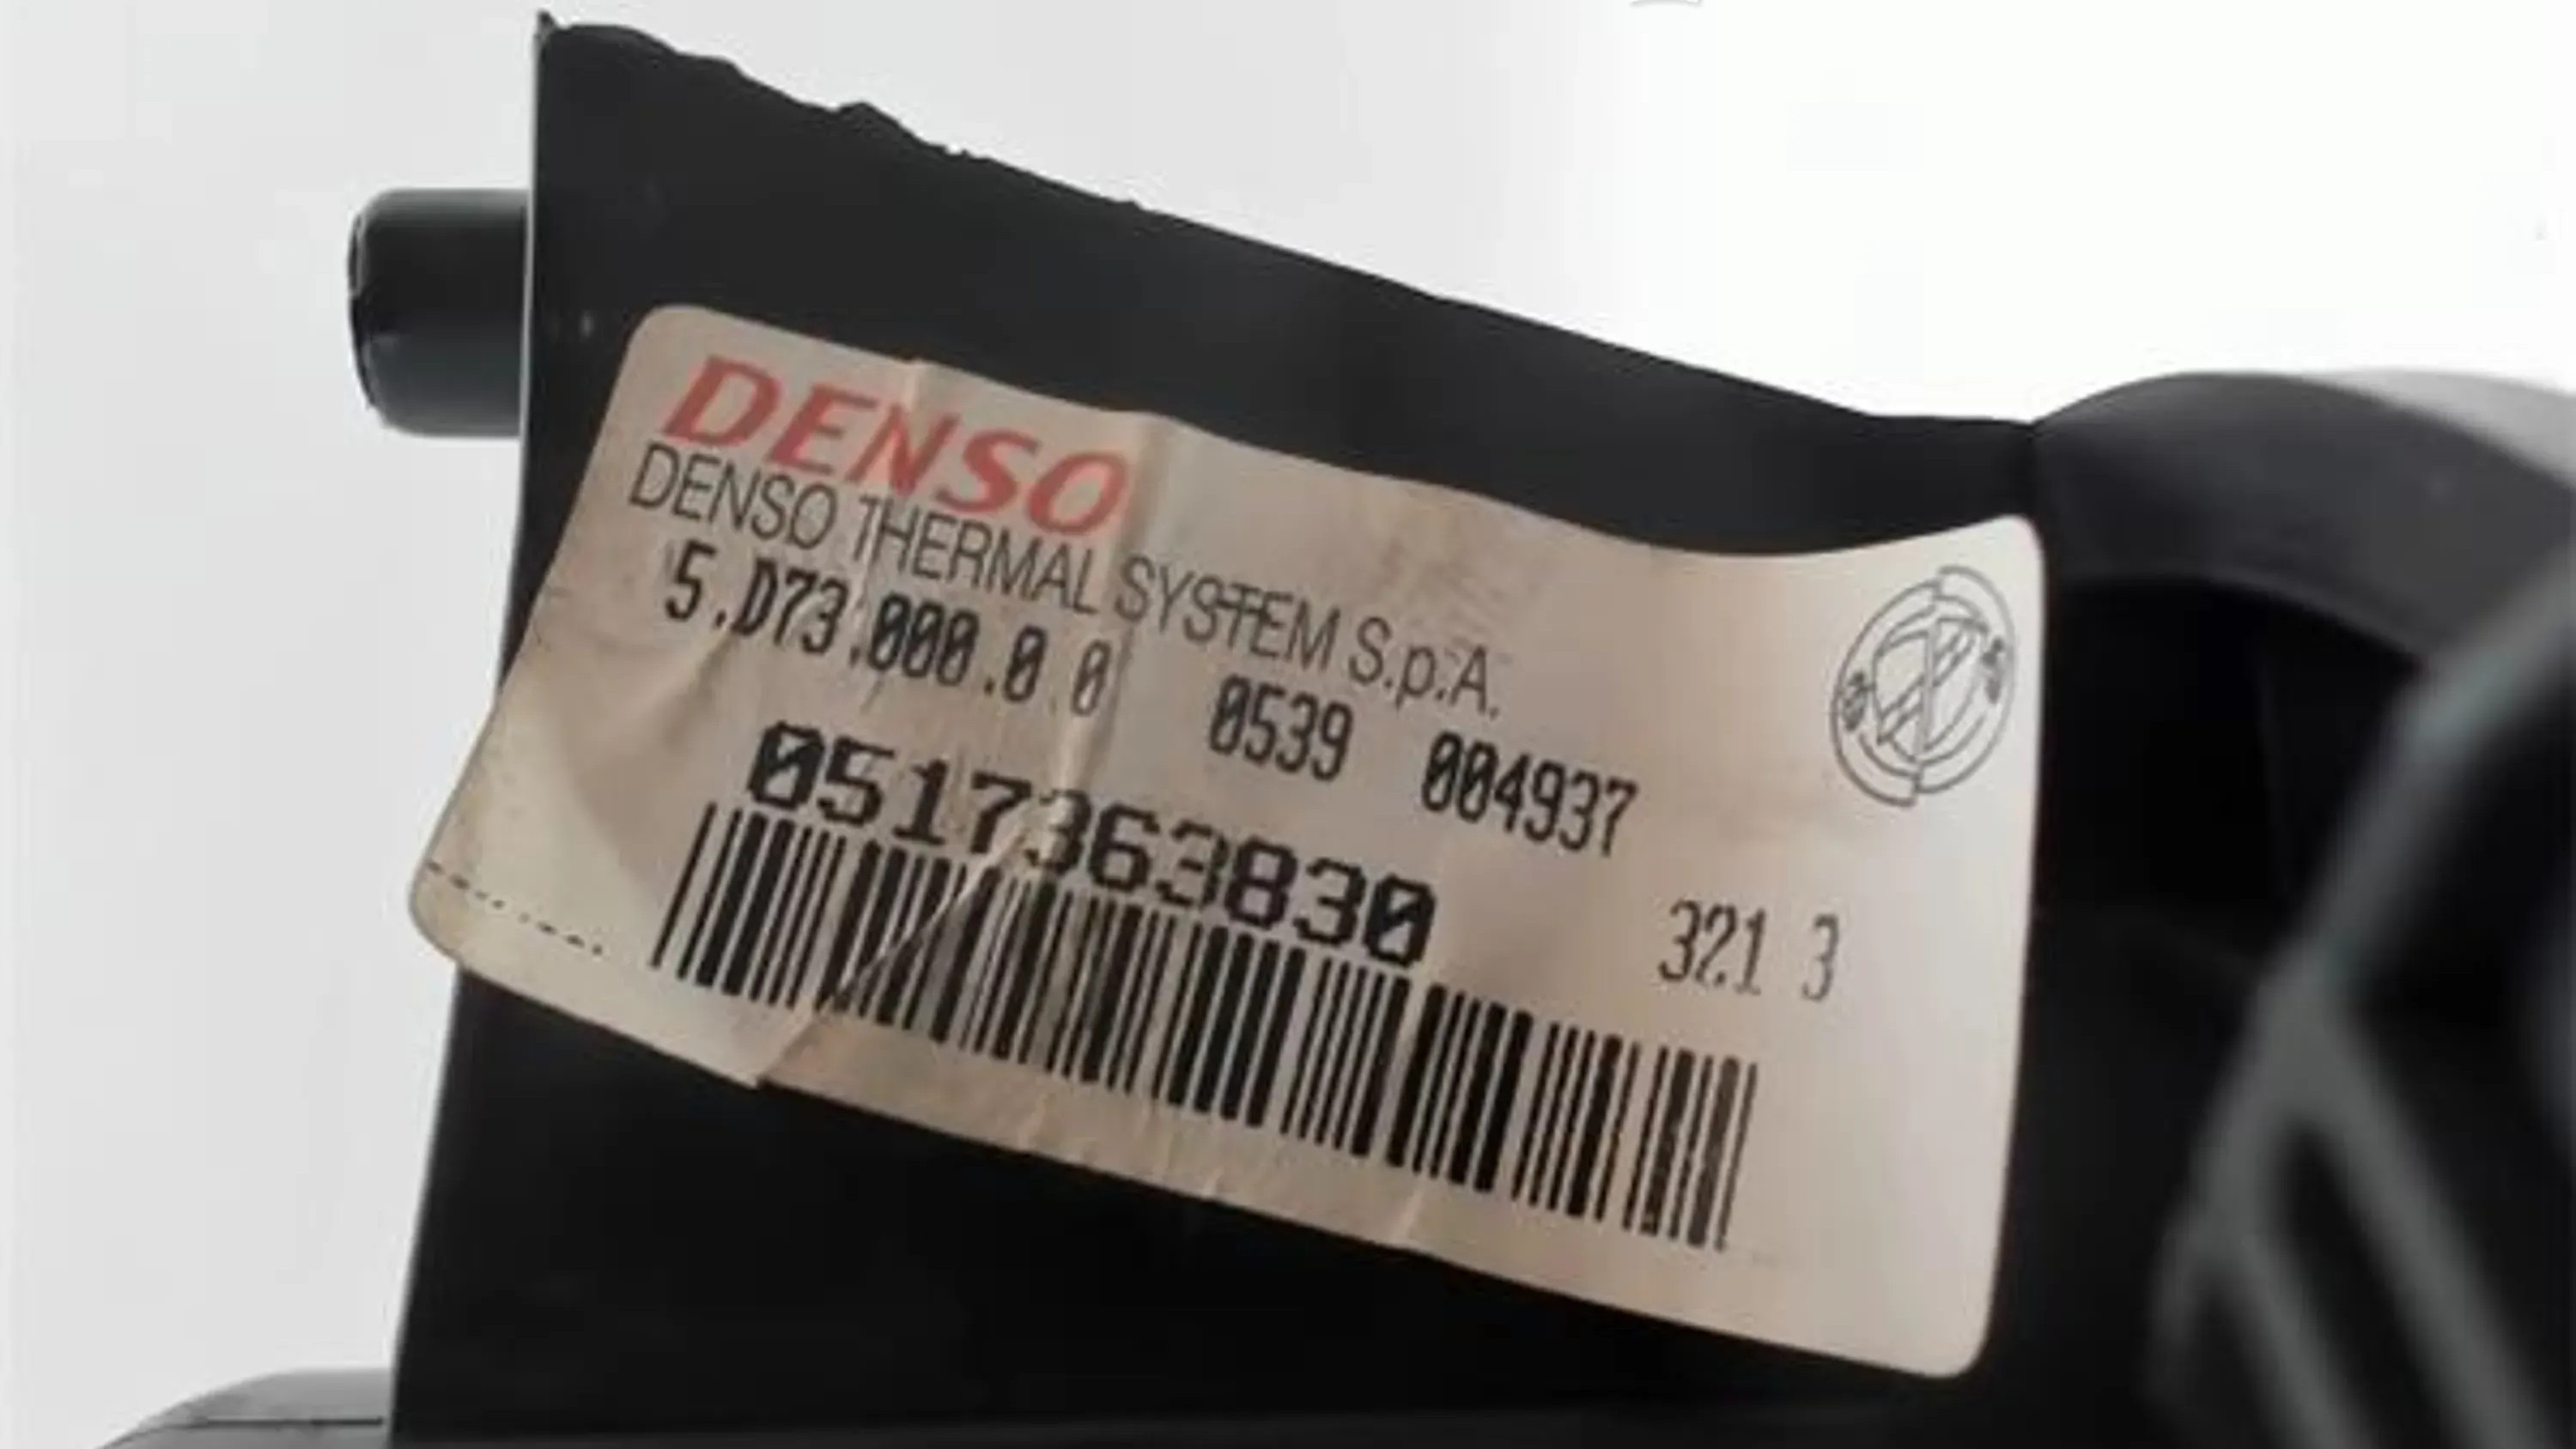 DENSO
DENSO THERMAL SYSTEM S.p.A.
5.D73.000.0 0 0539 004937
0517363830
321 3